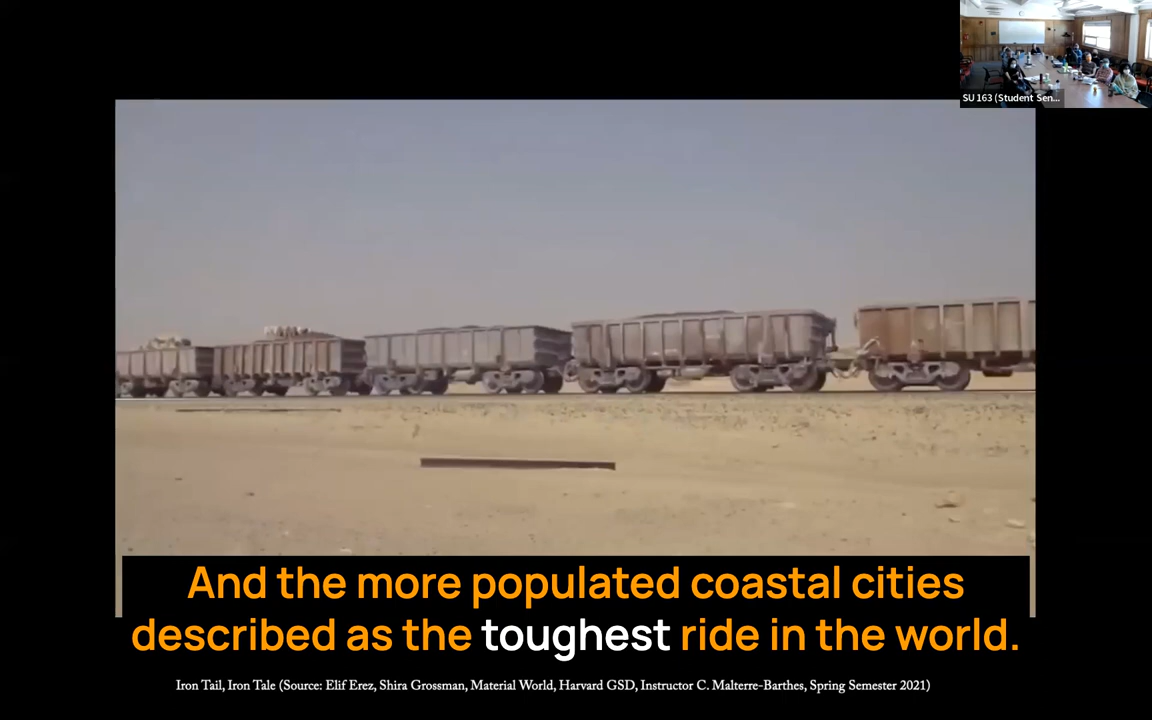 SU 163 (Student Sen...
And the more populated coastal cities
described as the toughest ride in the world.
Iron Tail, Iron Tale (Source: Elif Erez, Shira Grossman, Material World, Harvard GSD, Instructor C. Malterre-Barthes, Spring Semester 2021)